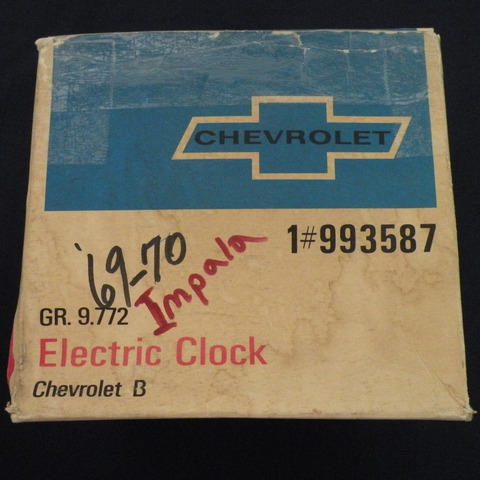 CHEVROLET
1#993587
'69-70
Impala
GR. 9.772
Electric Clock
Chevrolet B